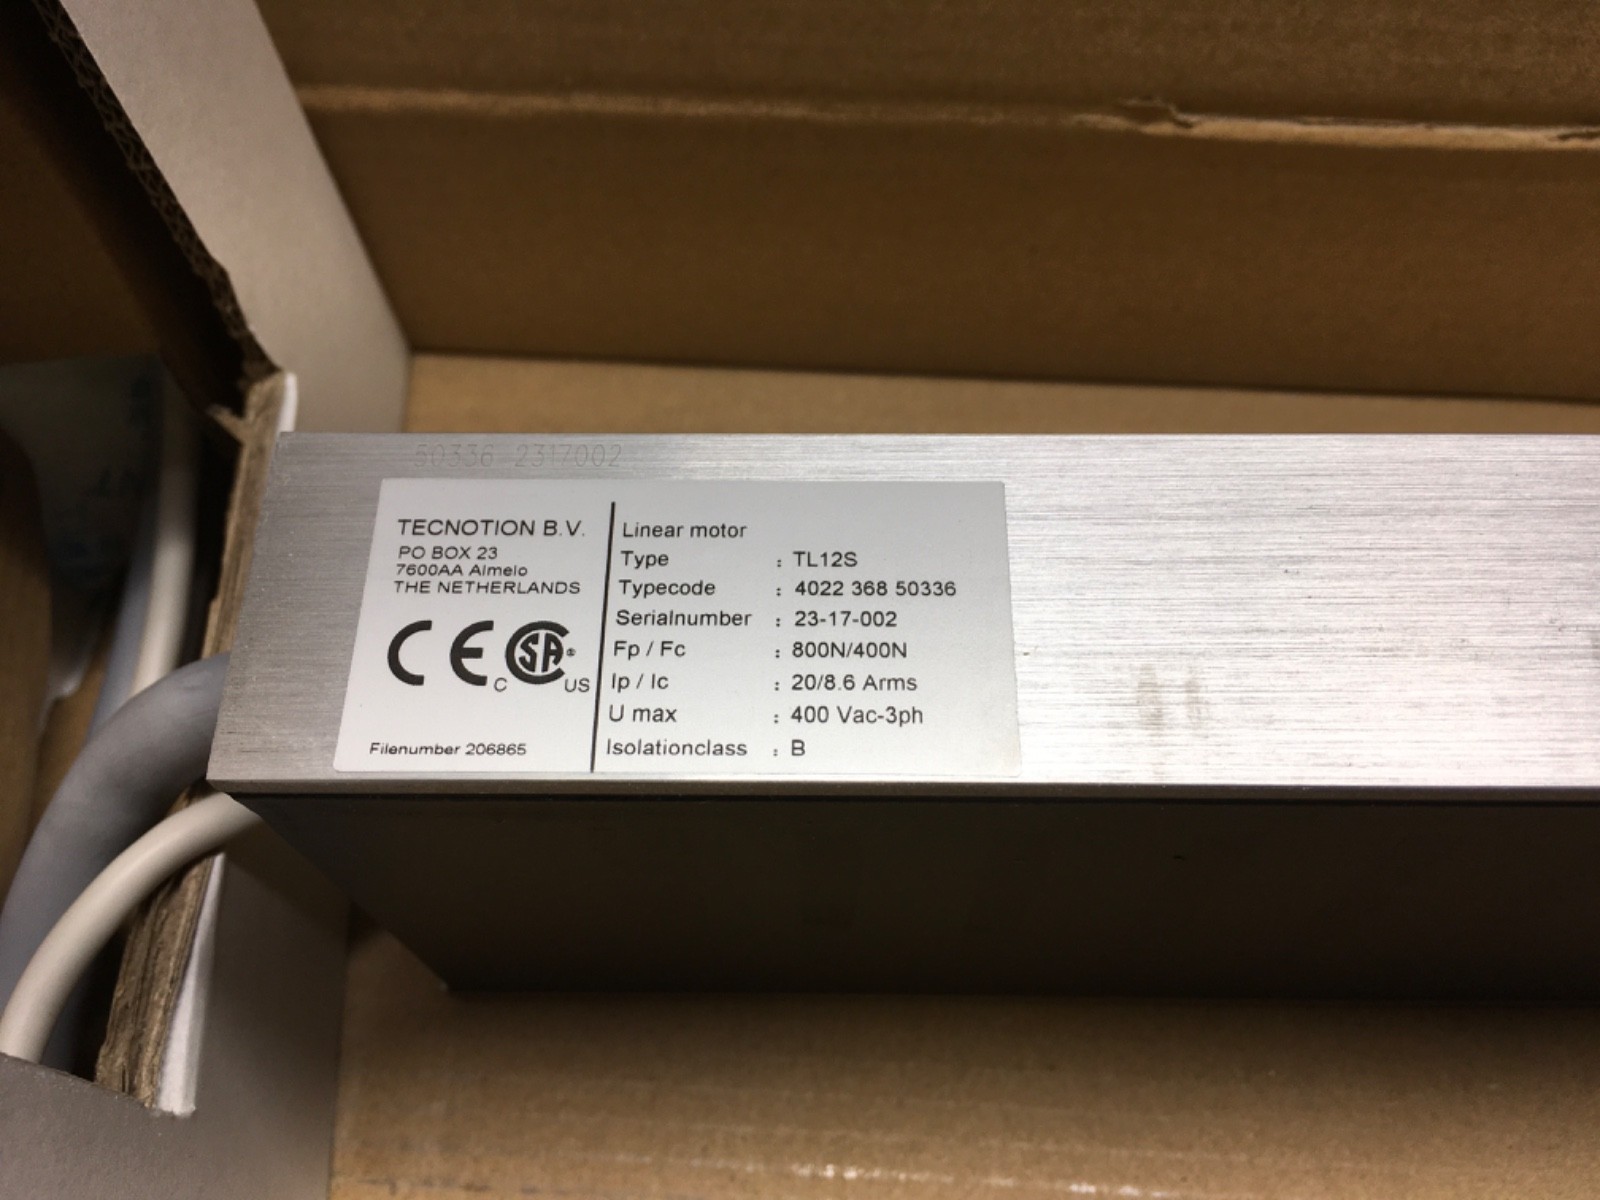 50336 2317002
TECNOTION B.V.
PO BOX 23
7600AA Almelo
THE NETHERLANDS
CE C SA® US
Filenumber 206865
Linear motor
Type : TL12S
Typecode : 4022 368 50336
Serialnumber : 23-17-002
Fp / Fc : 800N/400N
Ip / Ic : 20/8.6 Arms
U max : 400 Vac-3ph
Isolationclass : B